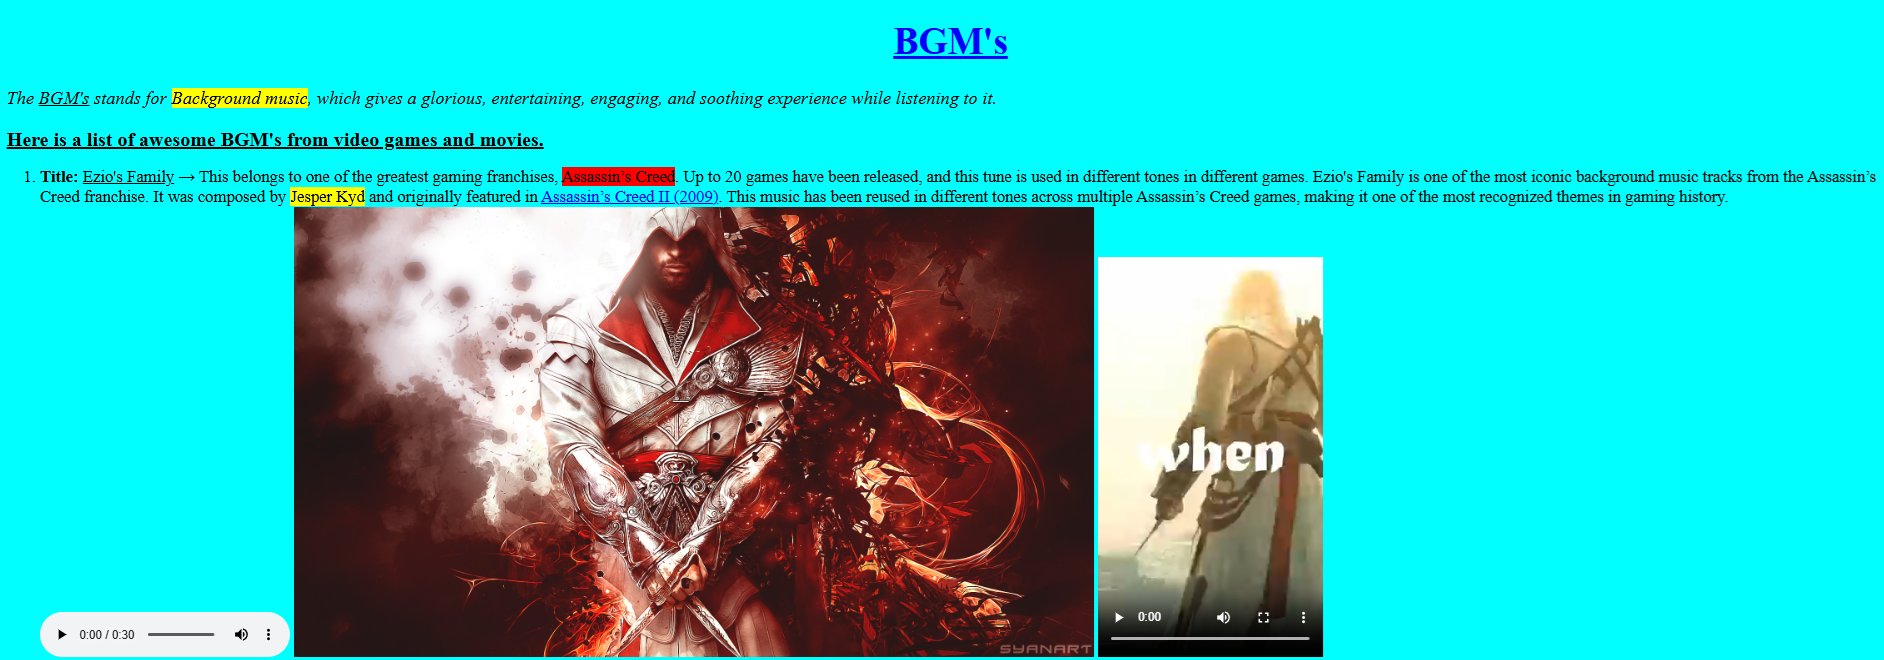 BGM's
The BGM's stands for Background music, which gives a glorious, entertaining, engaging, and soothing experience while listening to it.
Here is a list of awesome BGM's from video games and movies.
1. Title: Ezio's Family → This belongs to one of the greatest gaming franchises, Assassin’s Creed. Up to 20 games have been released, and this tune is used in different tones in different games. Ezio's Family is one of the most iconic background music tracks from the Assassin’s
Creed franchise. It was composed by Jesper Kyd and originally featured in Assassin’s Creed II (2009). This music has been reused in different tones across multiple Assassin’s Creed games, making it one of the most recognized themes in gaming history.
when
0:00
0:00 / 0:30
SYANART